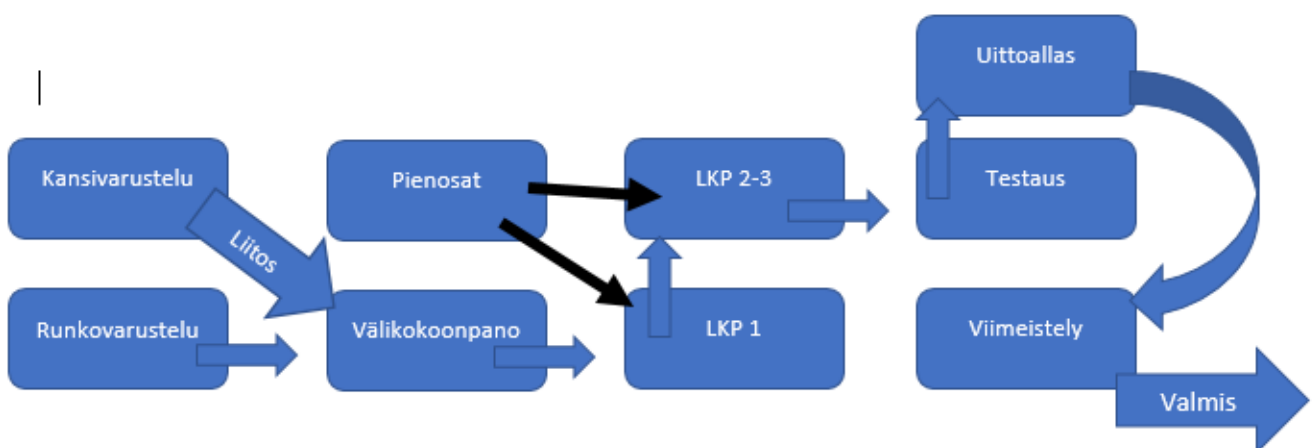 Uittoallas
Kansivarustelu
Pienosat
LKP 2-3
Testaus
Liitos
Runkovarustelu
Välikokoonpano
LKP 1
Viimeistely
Valmis